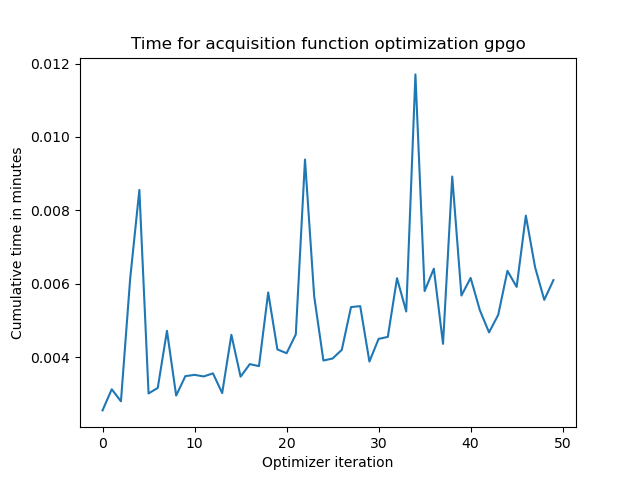 Time for acquisition function optimization gpgo
Cumulative time in minutes
0.012
0.010
0.008
0.006
0.004
0 10 20 30 40 50
Optimizer iteration